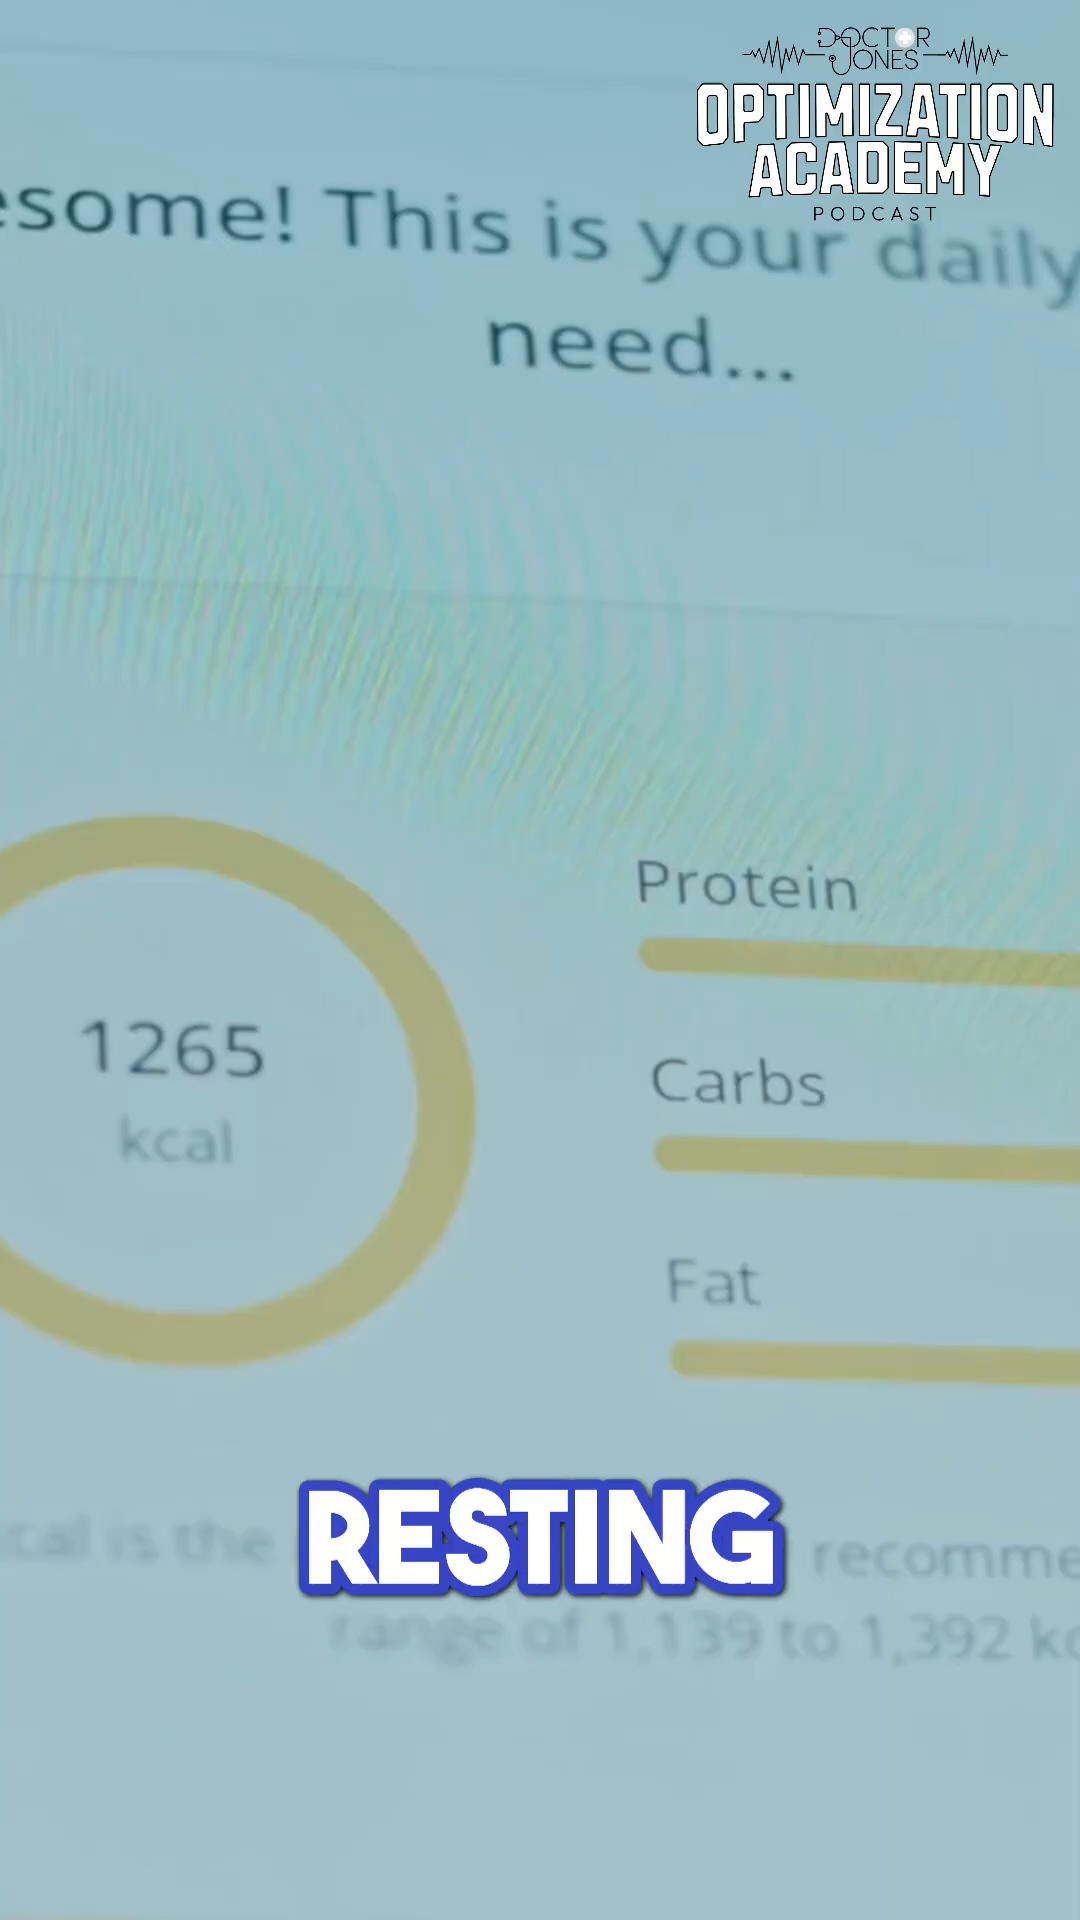 DOCTOR
JONES
OPTIMIZATION
ACADEMY
PODCAST
esome! This is your daily
need...
Protein
1265
kcal
Carbs
Fat
RESTING
cal is the recomme
range of 1,139 to 1,392 kc